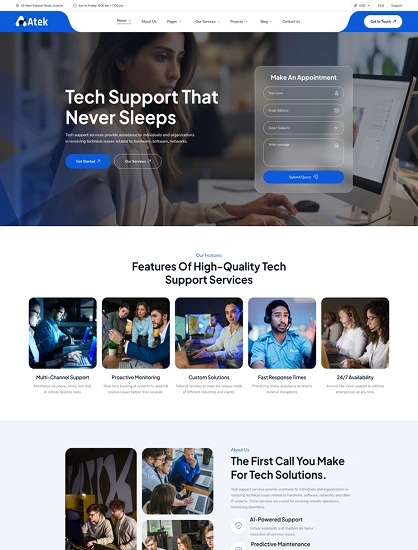 45 New Eskaton Road, Austria
Sun to Friday: 8.00 am - 7.00 pm
USD
FAQ
Support
Atek
Home
About Us
Pages
Our Services
Projects
Blog
Contact Us
Get In Touch
Tech Support That
Never Sleeps
Tech support services provide assistance to individuals and organizations
in resolving technical issues related to hardware, software, networks.
Get Started
Our Services
Make An Appointment
Your name
Email Address
Select Subjects
Write message
Submit Query
Our Features
Features Of High-Quality Tech
Support Services
Multi-Channel Support
Assistance via phone, email, live chat,
or remote desktop tools.
Proactive Monitoring
Real-time tracking of systems to detect &
resolve issues before they escalate.
Custom Solutions
Tailored services to meet the unique needs
of different industries and clients.
Fast Response Times
Prioritizing timely assistance to ensure
minimal disruptions.
24/7 Availability
Around-the-clock support to address
emergencies at any time.
About Us
The First Call You Make
For Tech Solutions.
Tech support services provide assistance to individuals and organizations in
resolving technical issues related to hardware, software, networks, and other
IT systems. These services are crucial for ensuring smooth operations,
minimizing downtime.
AI-Powered Support
Virtual assistants and chatbots for faster
resolution of common issues.
Predictive Maintenance